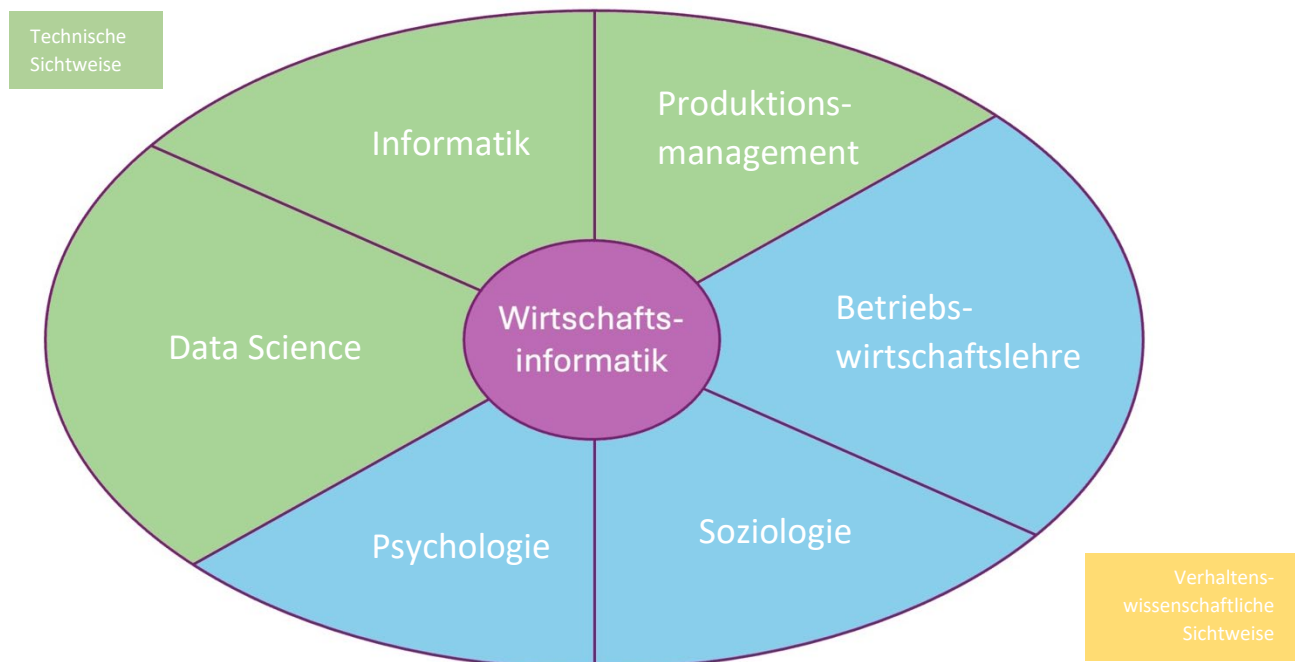 Technische
Sichtweise
Informatik
Produktions-
management
Data Science
Wirtschafts-
informatik
Betriebs-
wirtschaftslehre
Psychologie
Soziologie
Verhaltens-
wissenschaftliche
Sichtweise